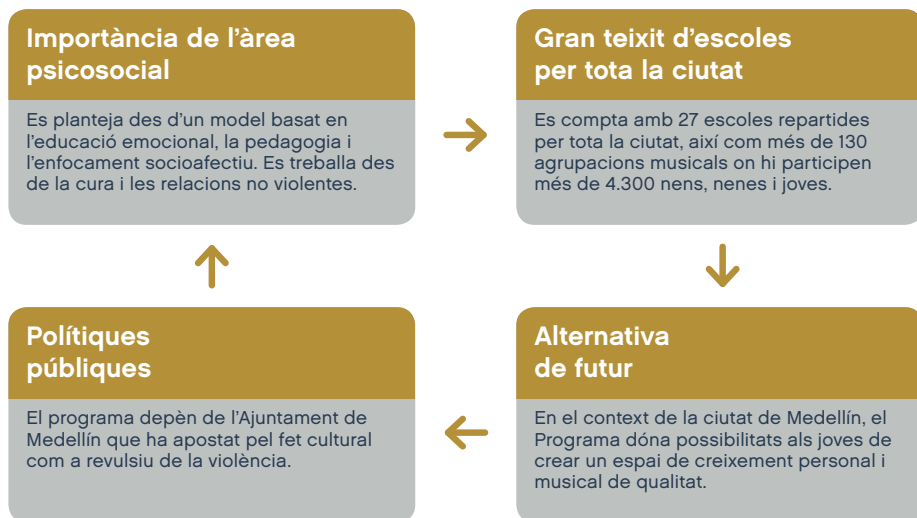 Importància de l'àrea
psicosocial
Es planteja des d'un model basat en
l'educació emocional, la pedagogia i
l'enfocament socioafectiu. Es treballa des
de la cura i les relacions no violentes.
Gran teixit d'escoles
per tota la ciutat
Es compta amb 27 escoles repartides
per tota la ciutat, així com més de 130
agrupacions musicals on hi participen
més de 4.300 nens, nenes i joves.
Polítiques
públiques
El programa depèn de l'Ajuntament de
Medellín que ha apostat pel fet cultural
com a revulsiu de la violència.
Alternativa
de futur
En el context de la ciutat de Medellín, el
Programa dóna possibilitats als joves de
crear un espai de creixement personal i
musical de qualitat.